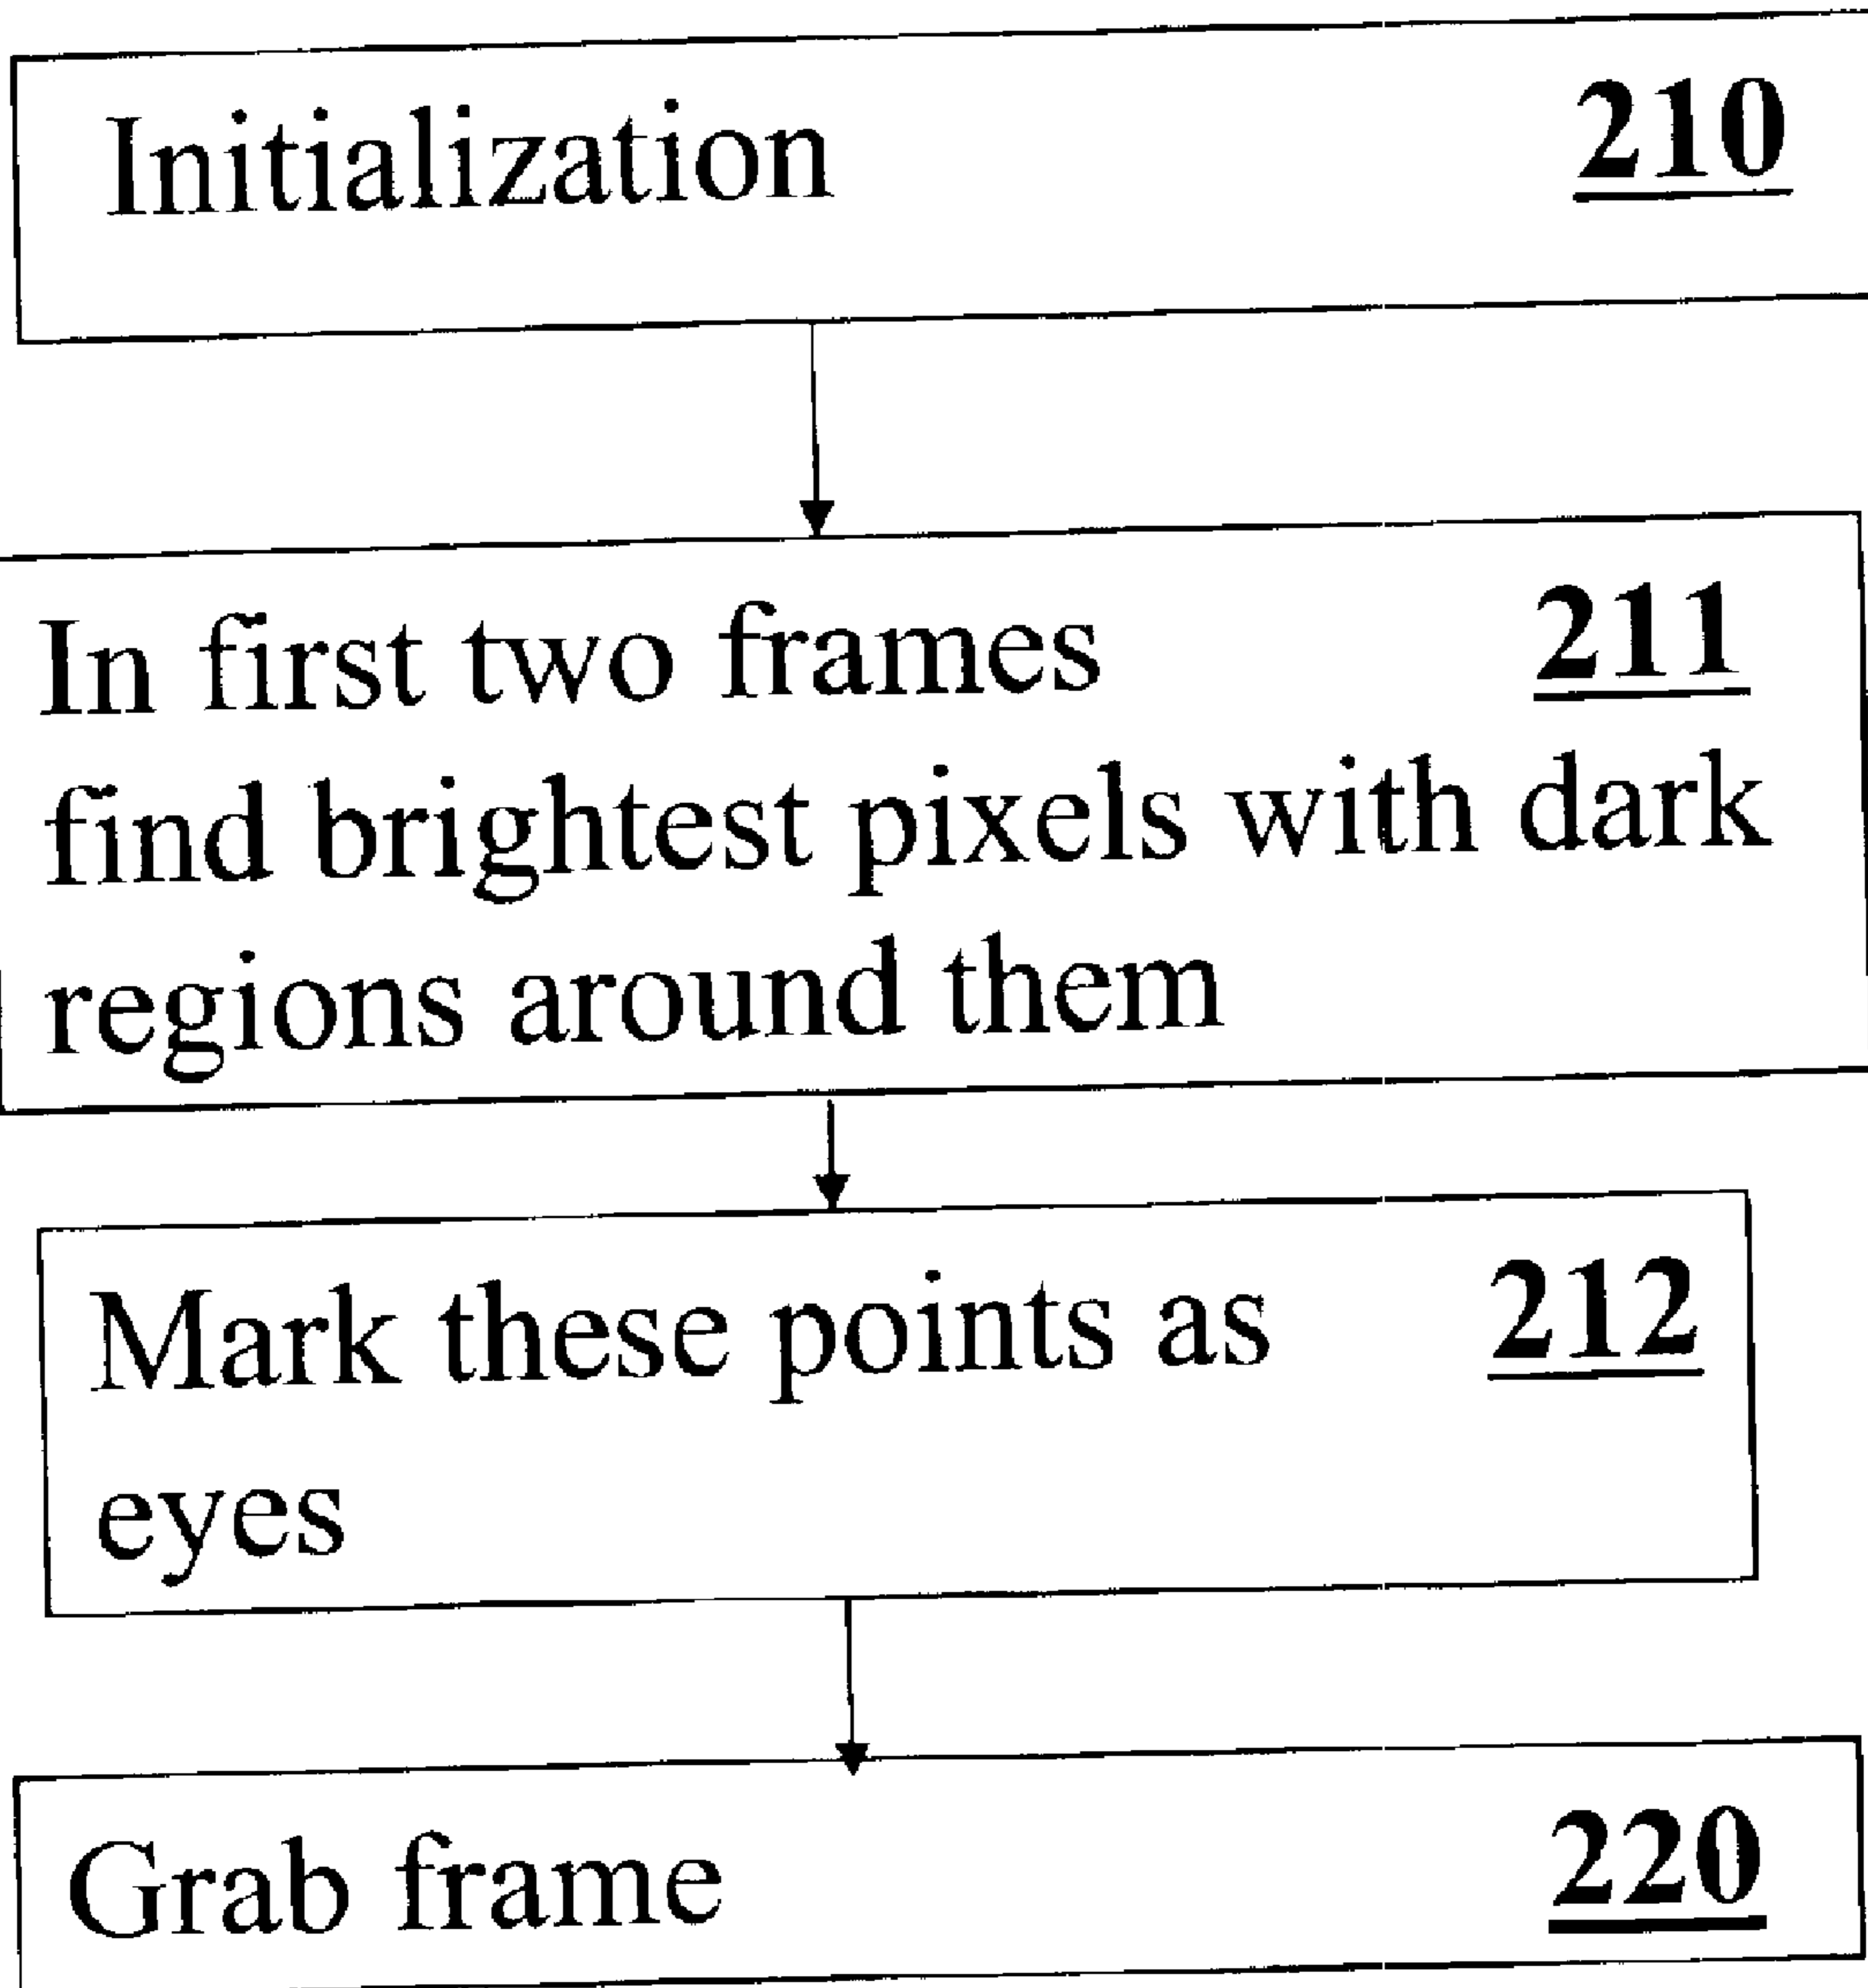 Initialization 210
In first two frames 211
find brightest pixels with dark
regions around them
Mark these points as 212
eyes
Grab frame 220